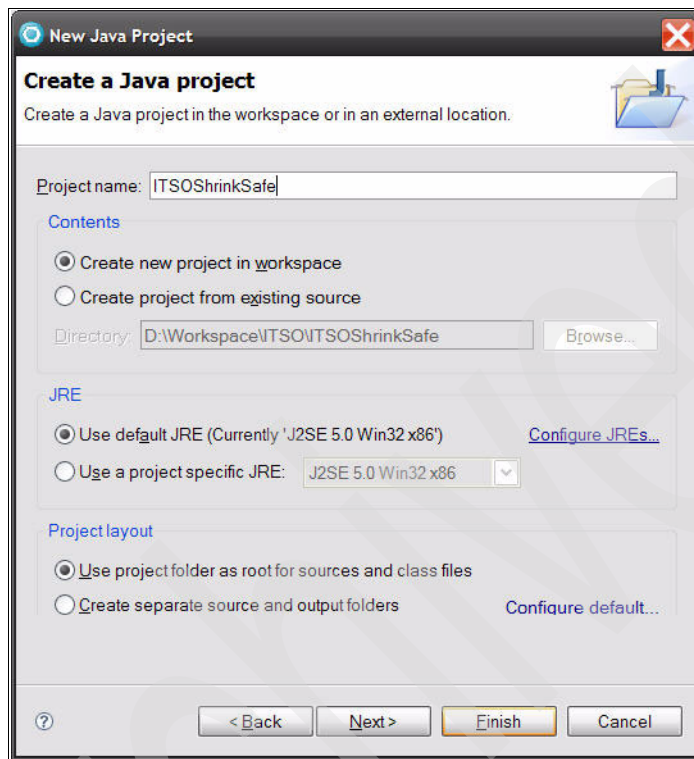 New Java Project
Create a Java project
Create a Java project in the workspace or in an external location.
Project name: ITSOShrinkSafe
Contents
Create new project in workspace
Create project from existing source
Directory: D:\Workspace\ITSO\ITSOShrinkSafe Browse...
JRE
Use default JRE (Currently 'J2SE 5.0 Win32 x86') Configure JREs...
Use a project specific JRE: J2SE 5.0 Win32 x86
Project layout
Use project folder as root for sources and class files
Create separate source and output folders Configure default...
? < Back Next > Finish Cancel